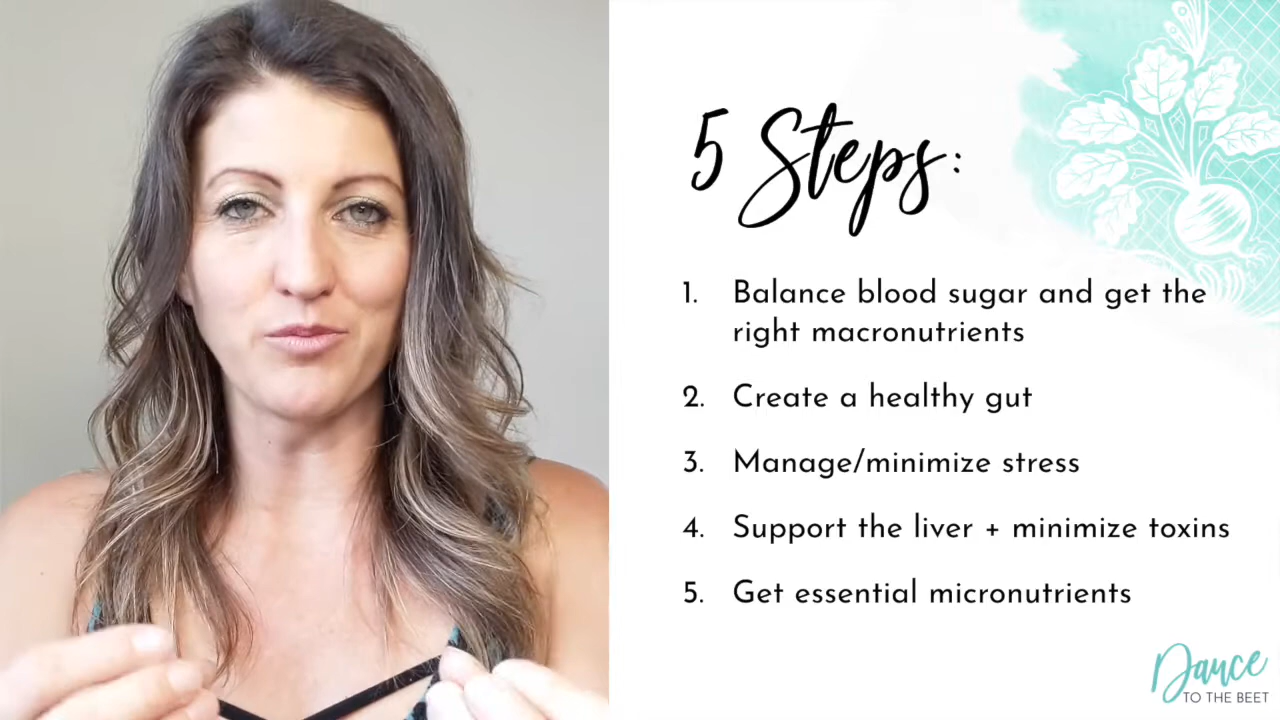 5 Steps:
1. Balance blood sugar and get the
right macronutrients
2. Create a healthy gut
3. Manage/minimize stress
4. Support the liver + minimize toxins
5. Get essential micronutrients
Dance
TO THE BEET